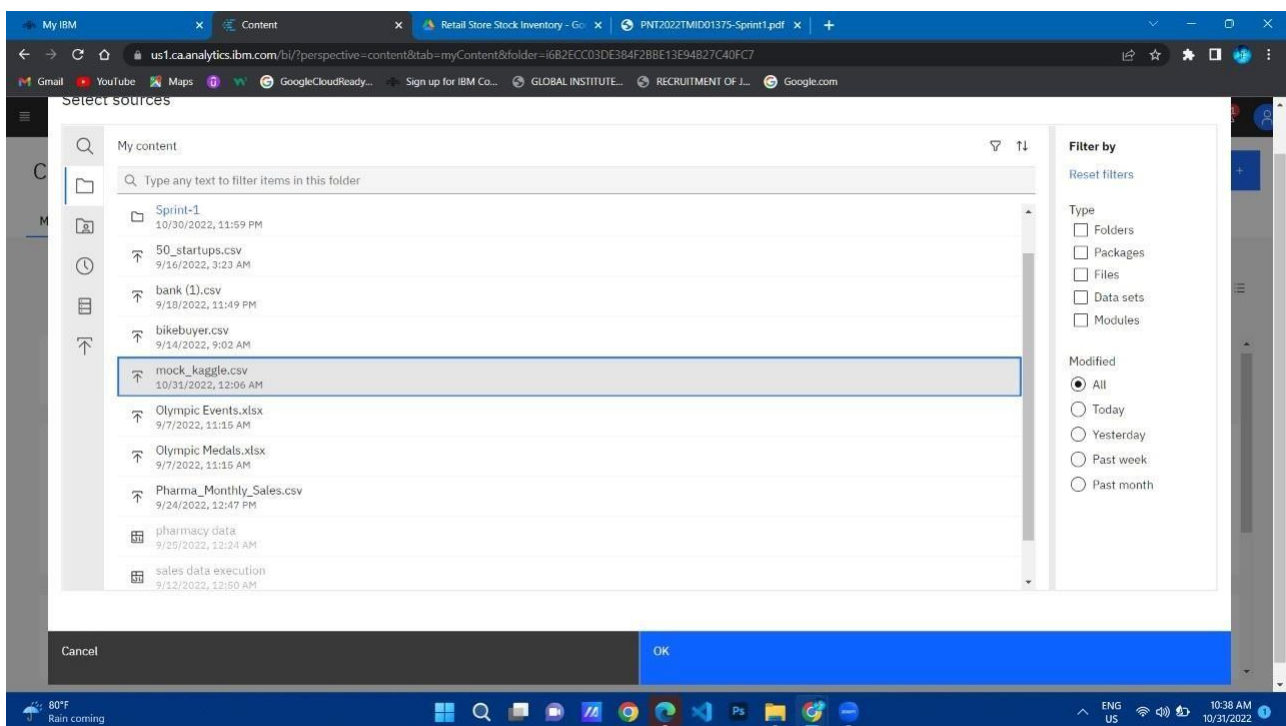 My IBM
Content
Retail Store Stock Inventory - Go
PNT2022TMID01375-Sprint1.pdf
us1.ca.analytics.ibm.com/bi/?perspective=content&tab=myContent&folder=i6B2ECC03DE384F2BBE13E94B27C40FC7
Gmail
YouTube
Maps
GoogleCloudReady...
Sign up for IBM Co...
GLOBAL INSTITUTE...
RECRUITMENT OF J...
Google.com
Select sources
My content
Type any text to filter items in this folder
Sprint-1
10/30/2022, 11:59 PM
50_startups.csv
9/16/2022, 3:23 AM
bank (1).csv
9/18/2022, 11:49 PM
bikebuyer.csv
9/14/2022, 9:02 AM
mock_kaggle.csv
10/31/2022, 12:06 AM
Olympic Events.xlsx
9/7/2022, 11:15 AM
Olympic Medals.xlsx
9/7/2022, 11:15 AM
Pharma_Monthly_Sales.csv
9/24/2022, 12:47 PM
pharmacy data
9/25/2022, 12:24 AM
sales data execution
9/12/2022, 12:50 AM
Filter by
Reset filters
Type
Folders
Packages
Files
Data sets
Modules
Modified
All
Today
Yesterday
Past week
Past month
Cancel
OK
80°F
Rain coming
ENG
US
10:38 AM
10/31/2022